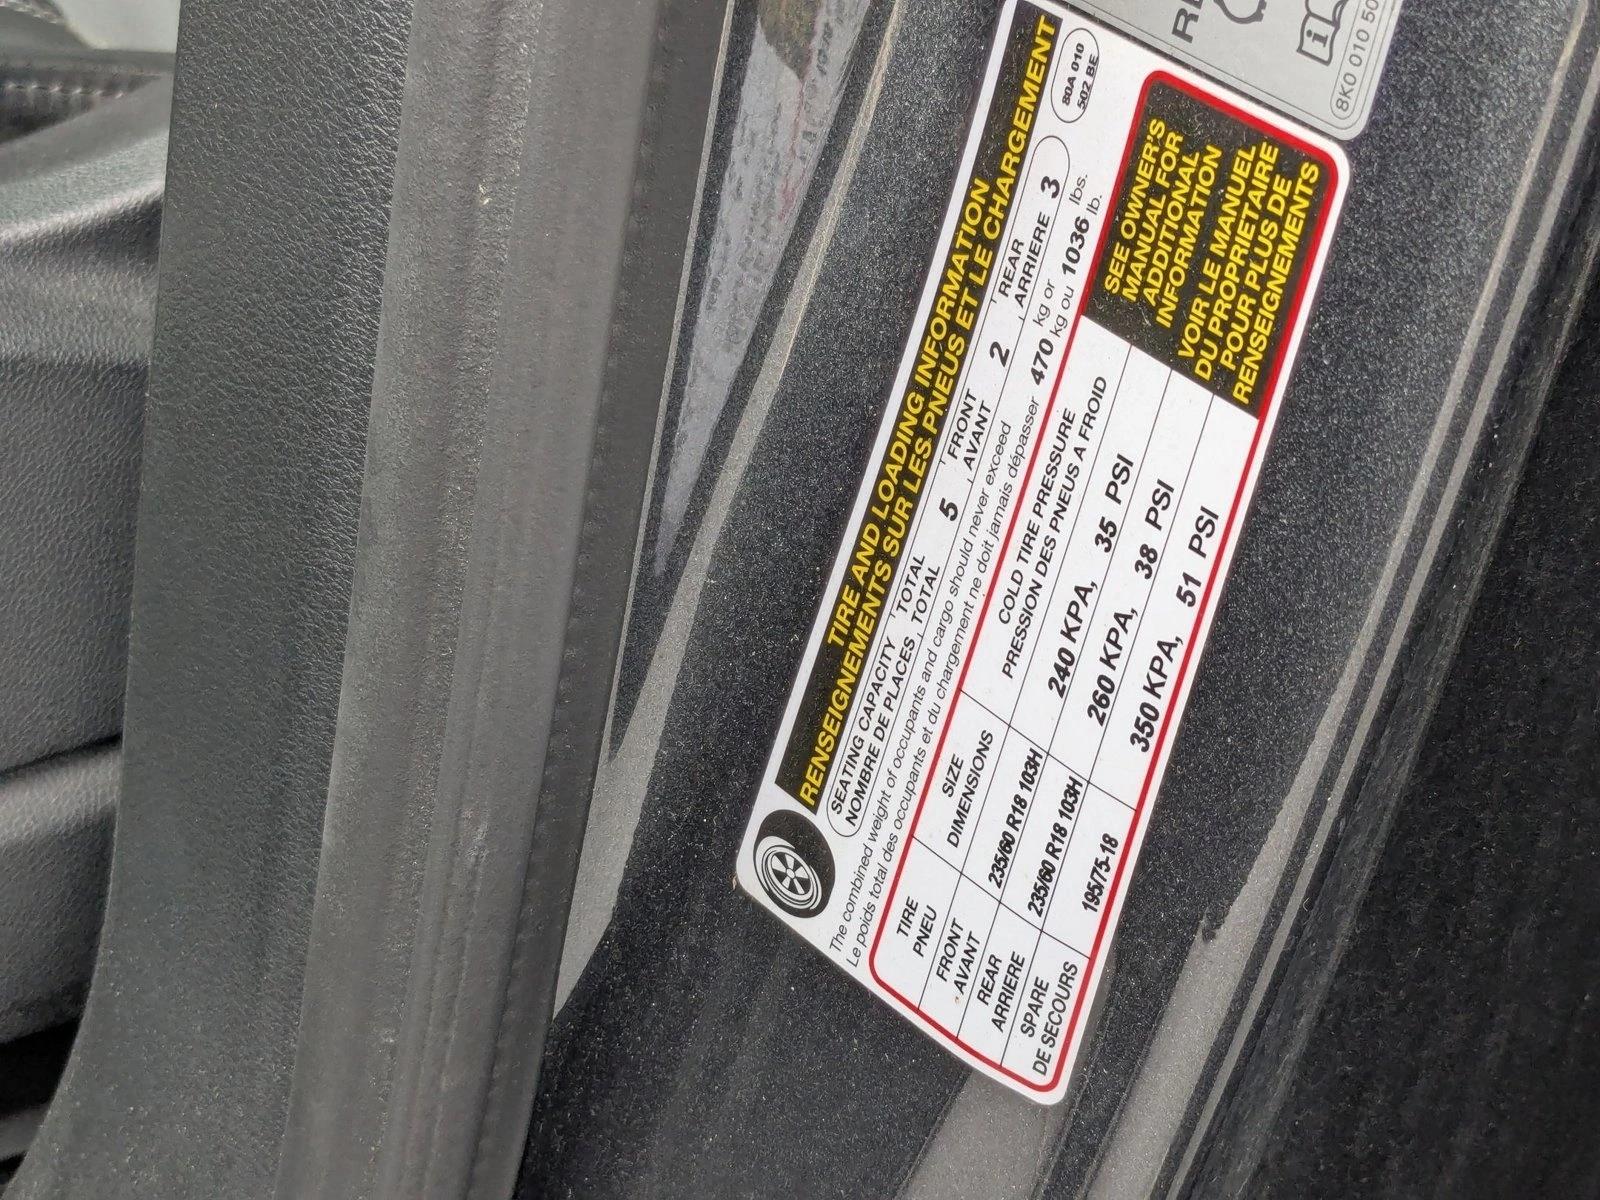 TIRE AND LOADING INFORMATION
RENSEIGNEMENTS SUR LES PNEUS ET LE CHARGEMENT
80A 010
502 BE
SEATING CAPACITY TOTAL 5 FRONT 2 REAR 3
NOMBRE DE PLACES TOTAL AVANT ARRIERE
The combined weight of occupants and cargo should never exceed 470 kg or 1036 lbs.
Le poids total des occupants et du chargement ne doit jamais dépasser kg ou lb.
TIRE SIZE COLD TIRE PRESSURE
PNEU DIMENSIONS PRESSION DES PNEUS A FROID
FRONT 235/60 R18 103H 240 KPA, 35 PSI
AVANT
REAR 235/60 R18 103H 260 KPA, 38 PSI
ARRIERE
SPARE 195/75-18 350 KPA, 51 PSI
DE SECOURS
SEE OWNER'S
MANUAL FOR
ADDITIONAL
INFORMATION
VOIR LE MANUEL
DU PROPRIETAIRE
POUR PLUS DE
RENSEIGNEMENTS
8K0 010 50